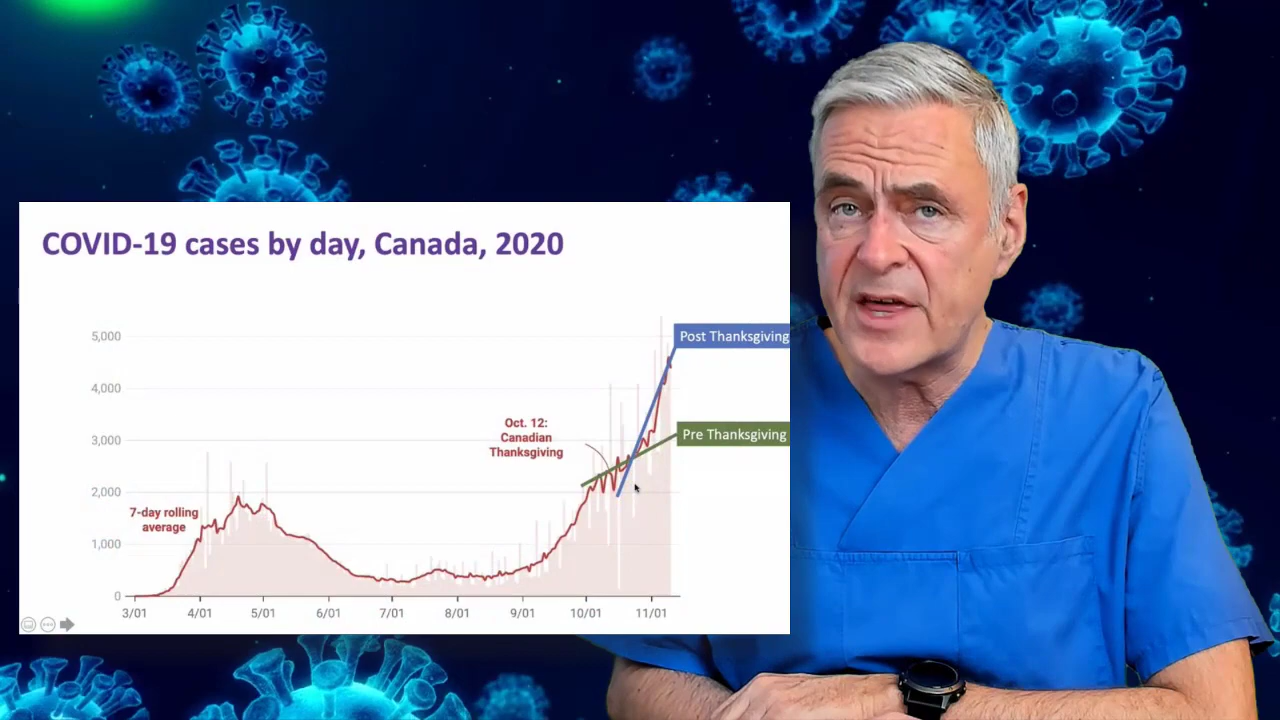 COVID-19 cases by day, Canada, 2020
5,000
4,000
3,000
2,000
1,000
0
Post Thanksgiving
Pre Thanksgiving
Oct. 12:
Canadian
Thanksgiving
7-day rolling
average
3/01 4/01 5/01 6/01 7/01 8/01 9/01 10/01 11/01